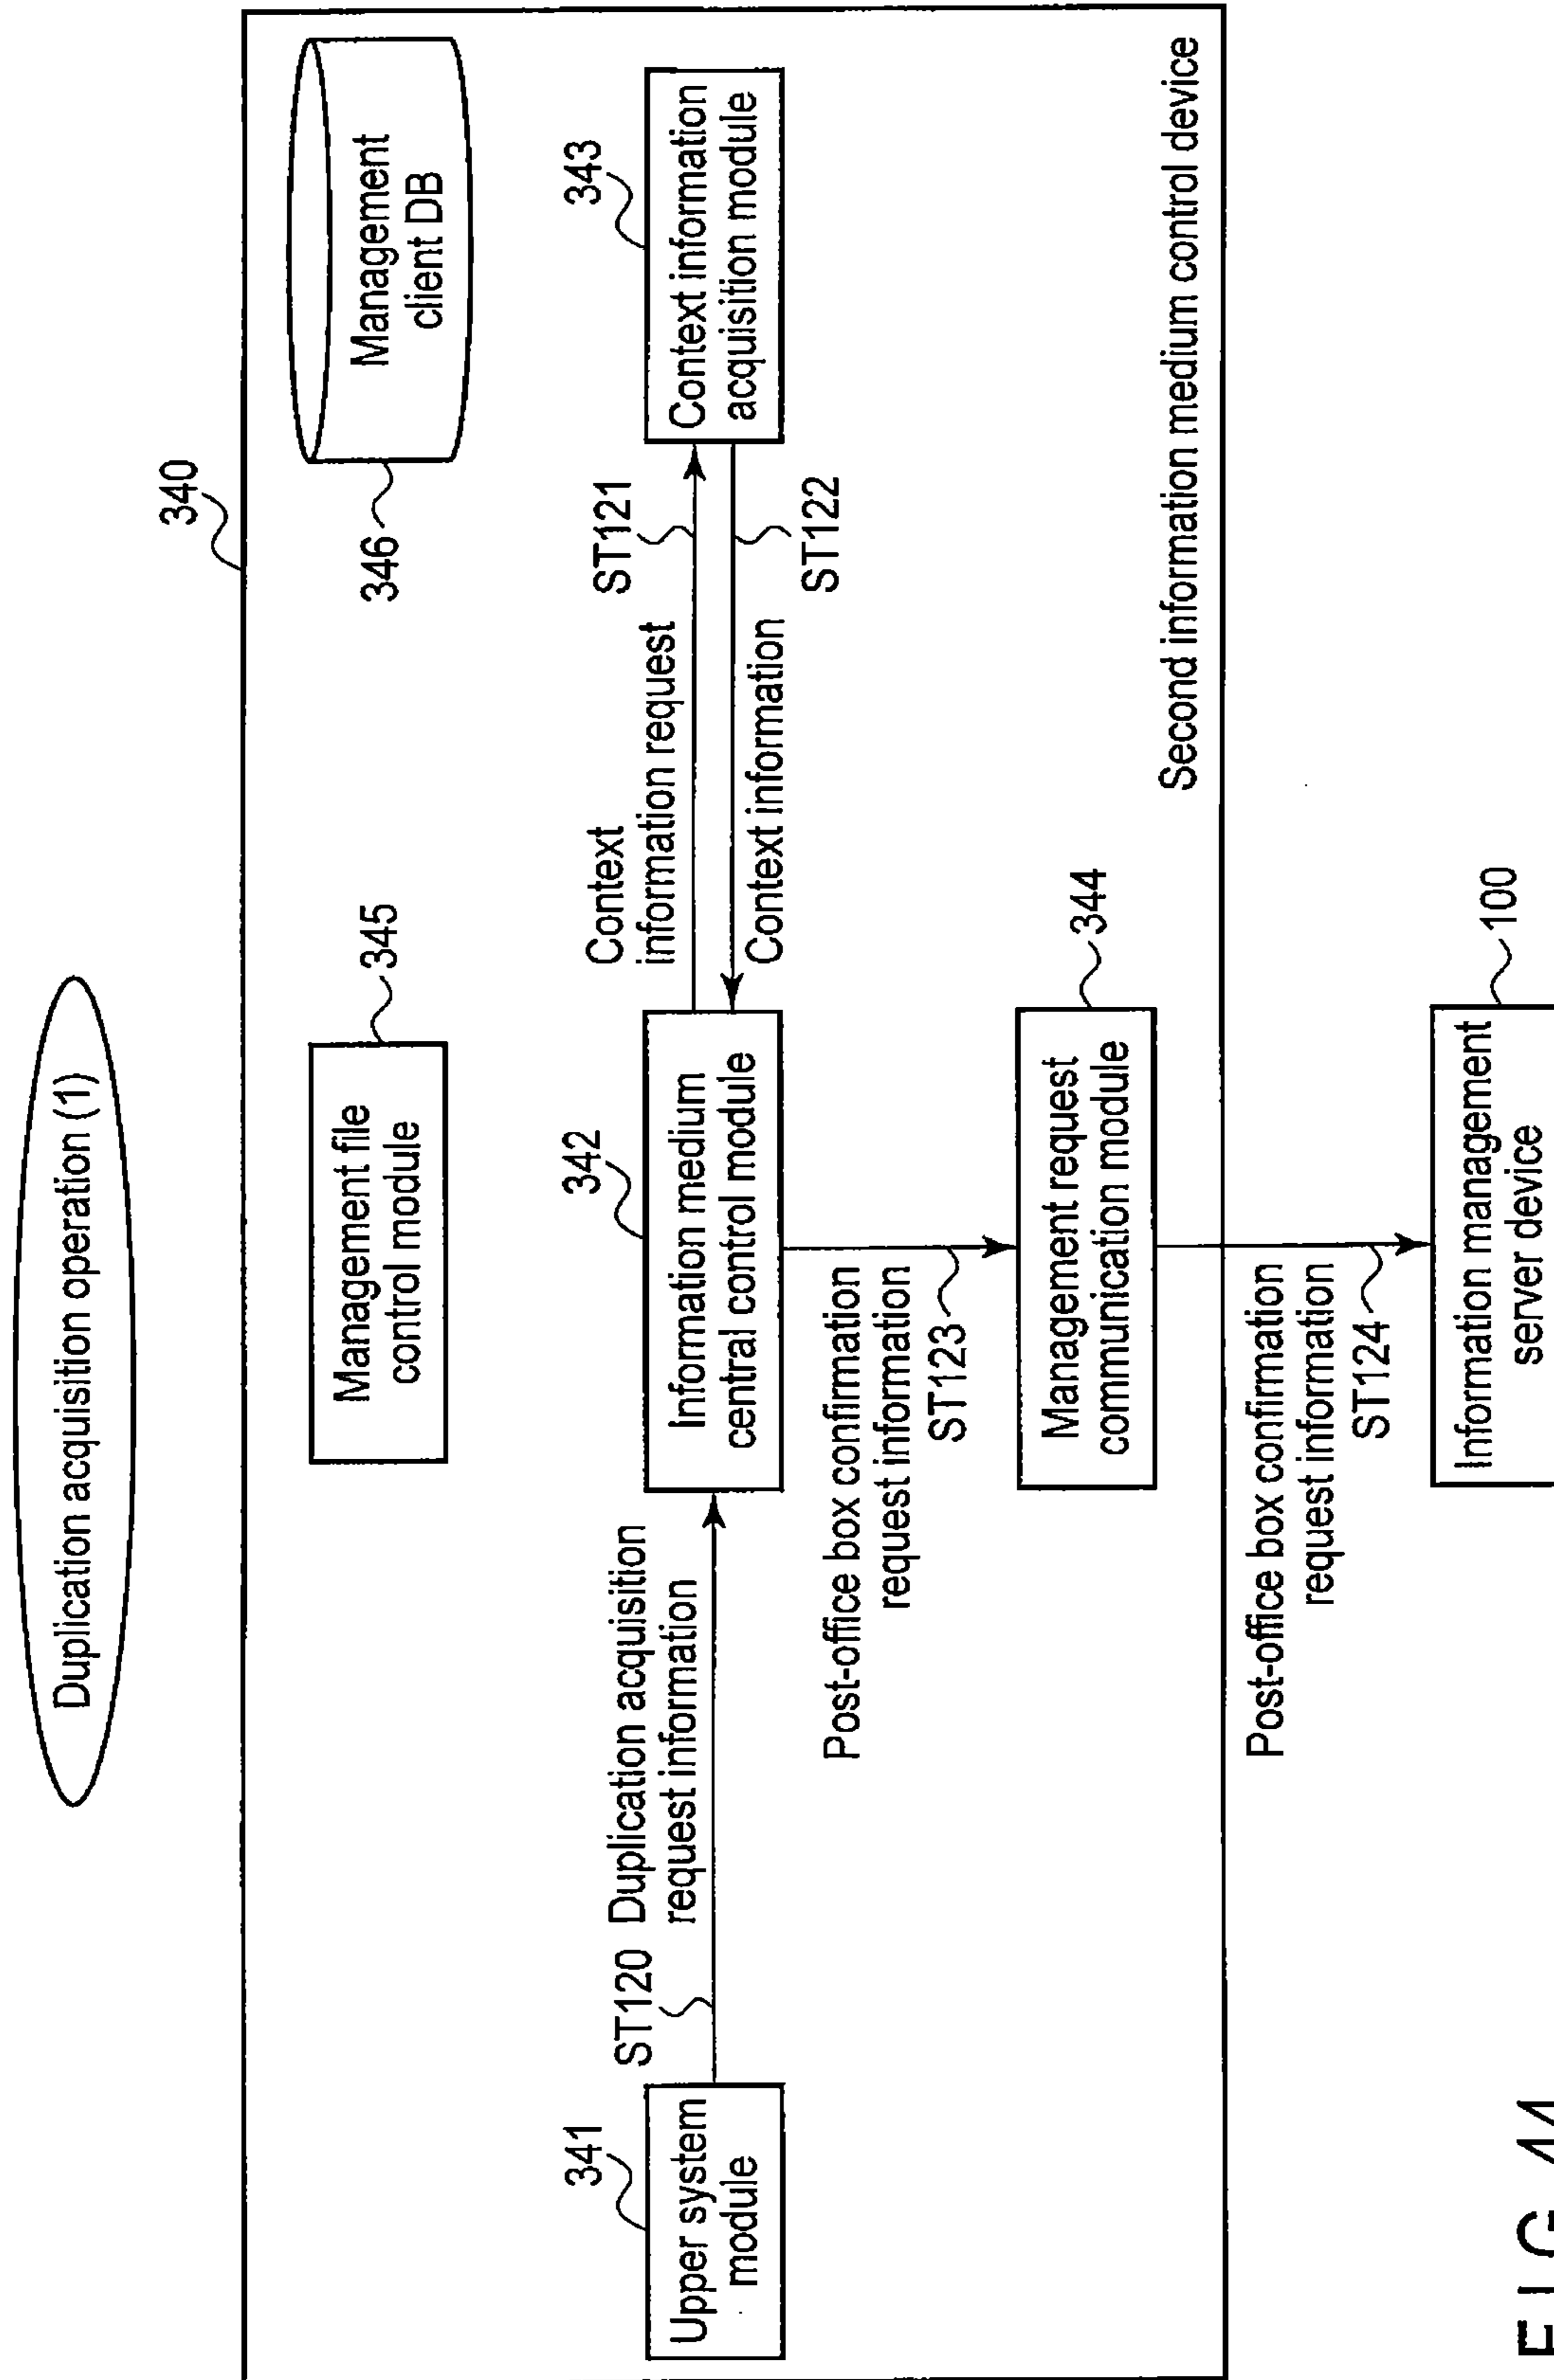 Duplication acquisition operation (1)
340
Management file
control module
345
Management
client DB
346
341
Upper system
module
ST120
Duplication acquisition
request information
342
Information medium
central control module
Context
information request
ST121
Context information
ST122
343
Context information
acquisition module
Post-office box confirmation
request information
ST123
Management request
communication module
344
Second information medium control device
Post-office box confirmation
request information
ST124
Information management
server device
100
FIG. 44